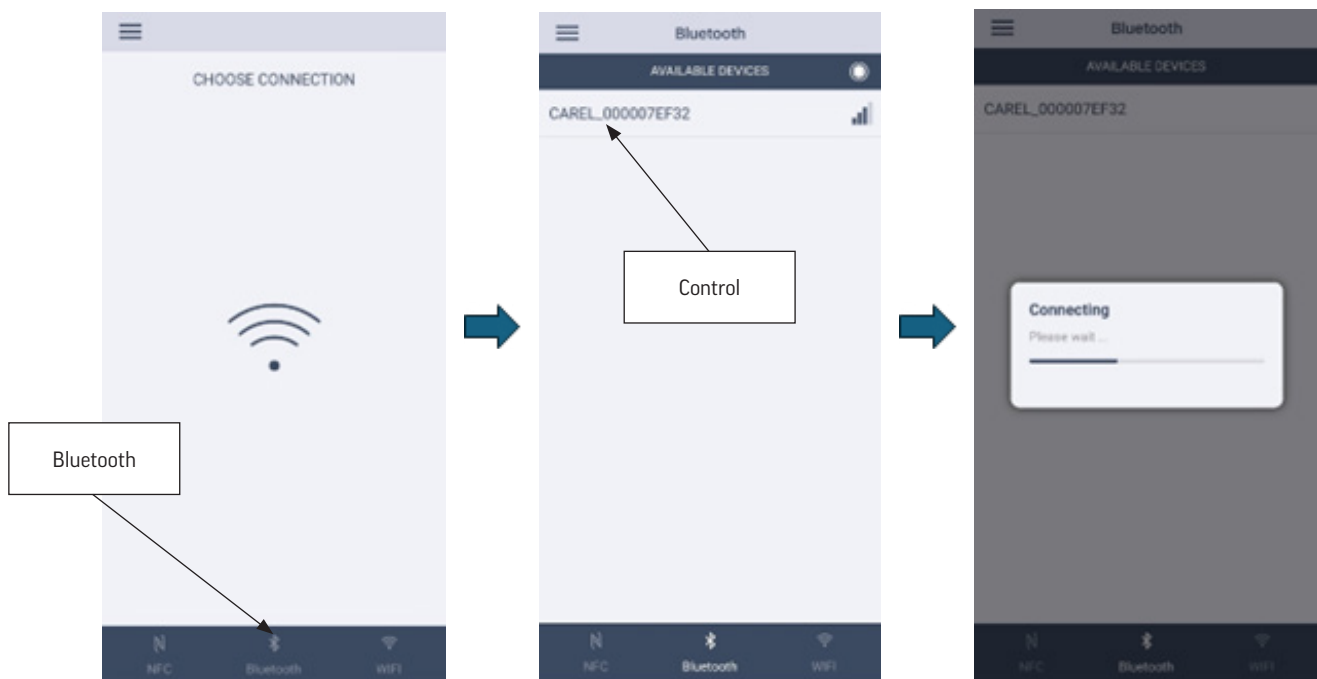 CHOOSE CONNECTION
Bluetooth
NFC Bluetooth WIFI
Bluetooth
AVAILABLE DEVICES
CAREL_000007EF32
Control
NFC Bluetooth WIFI
Bluetooth
AVAILABLE DEVICES
CAREL_000007EF32
Connecting
Please wait ...
NFC Bluetooth WIFI